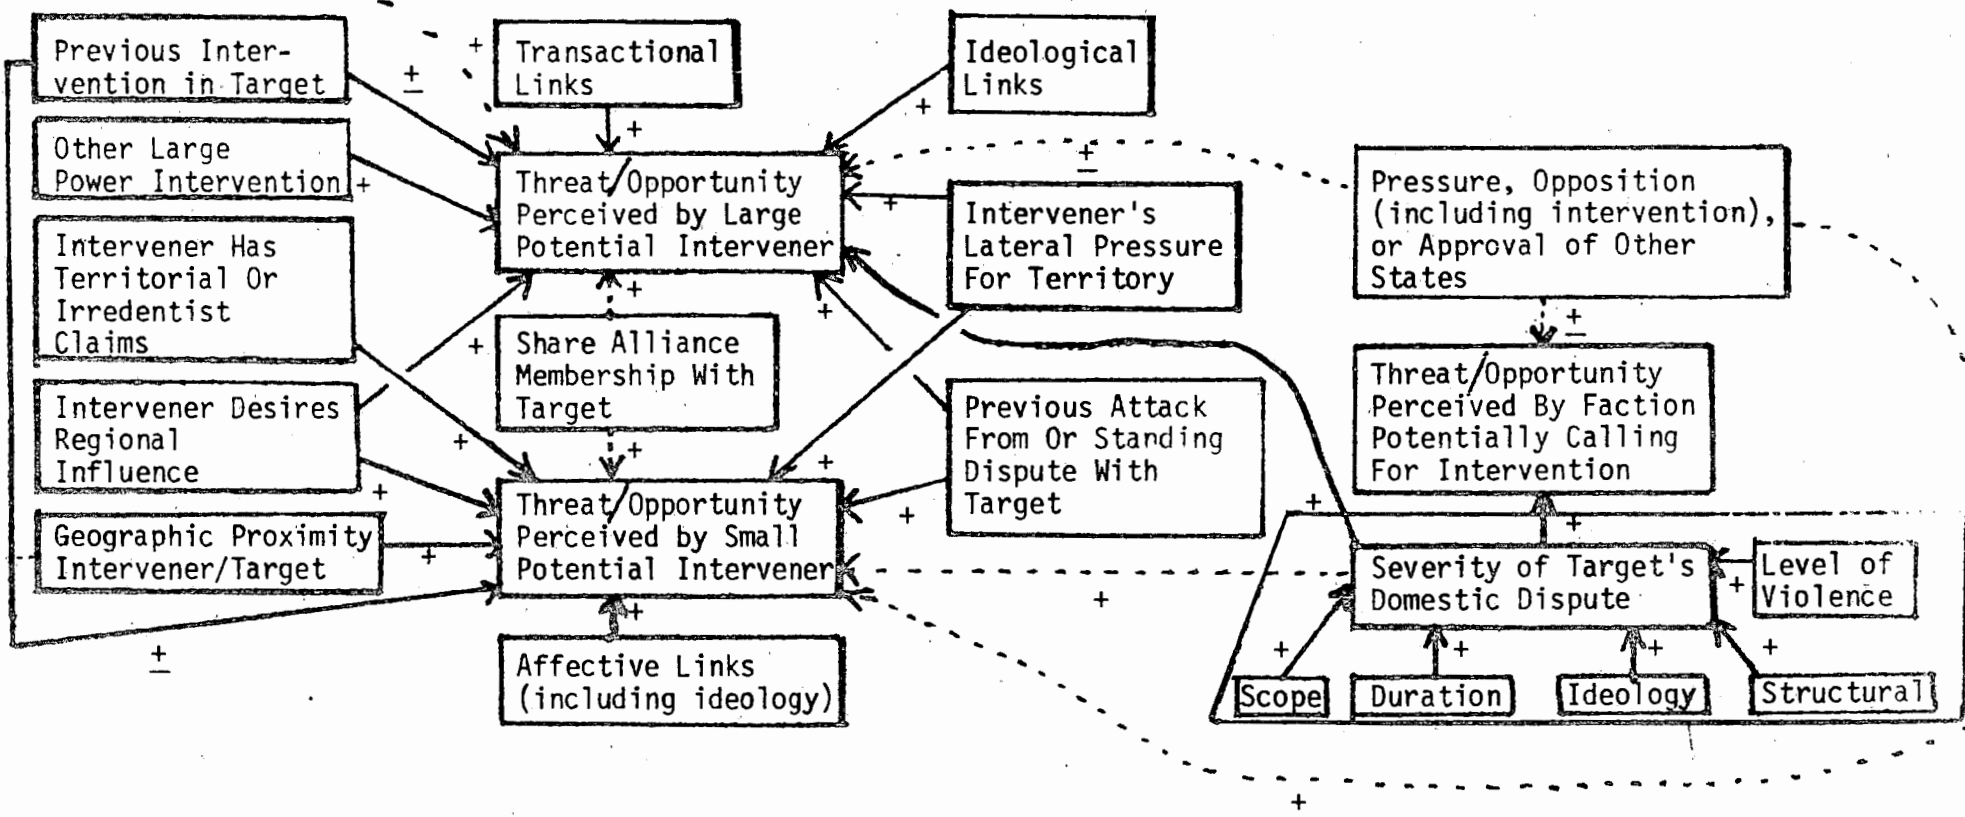 Previous Inter-
vention in Target
±
+
Transactional
Links
+
Ideological
Links
+
Other Large
Power Intervention
+
Threat/Opportunity
Perceived by Large
Potential Intervener
±
+
Intervener's
Lateral Pressure
For Territory
Pressure, Opposition
(including intervention),
or Approval of Other
States
±
Intervener Has
Territorial Or
Irredentist
Claims
+
+
+
Share Alliance
Membership With
Target
+
+
Intervener Desires
Regional
Influence
+
Previous Attack
From Or Standing
Dispute With
Target
+
+
Threat/Opportunity
Perceived By Faction
Potentially Calling
For Intervention
+
+
Geographic Proximity
Intervener/Target
+
Threat/Opportunity
Perceived by Small
Potential Intervener
+
+
±
Affective Links
(including ideology)
Severity of Target's
Domestic Dispute
+
Level of
Violence
+
+
+
+
Scope
Duration
Ideology
Structural
+